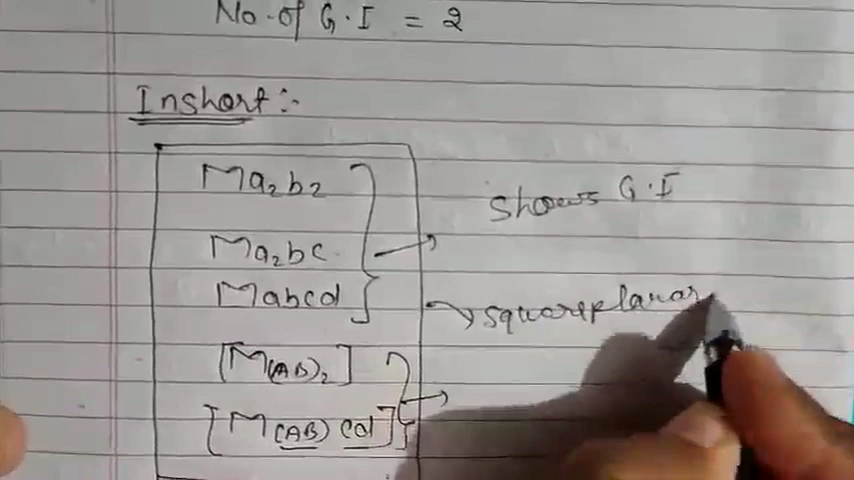 No. of G.I = 2
Inshort :-
Ma2b2
Shows G.I
Ma2bc
Mabcd
squareplanar
[M(AB)2]
[M(AB)(cd)]